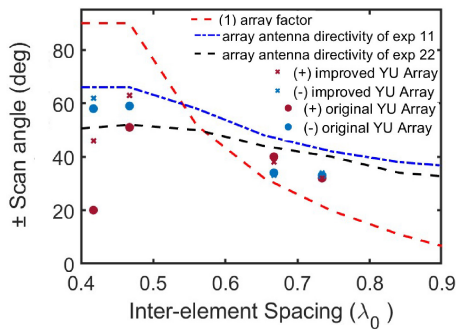 (1) array factor
array antenna directivity of exp 11
array antenna directivity of exp 22
(+) improved YU Array
(-) improved YU Array
(+) original YU Array
(-) original YU Array
80
60
40
20
0
± Scan angle (deg)
0.4 0.5 0.6 0.7 0.8 0.9
Inter-element Spacing (λ0)